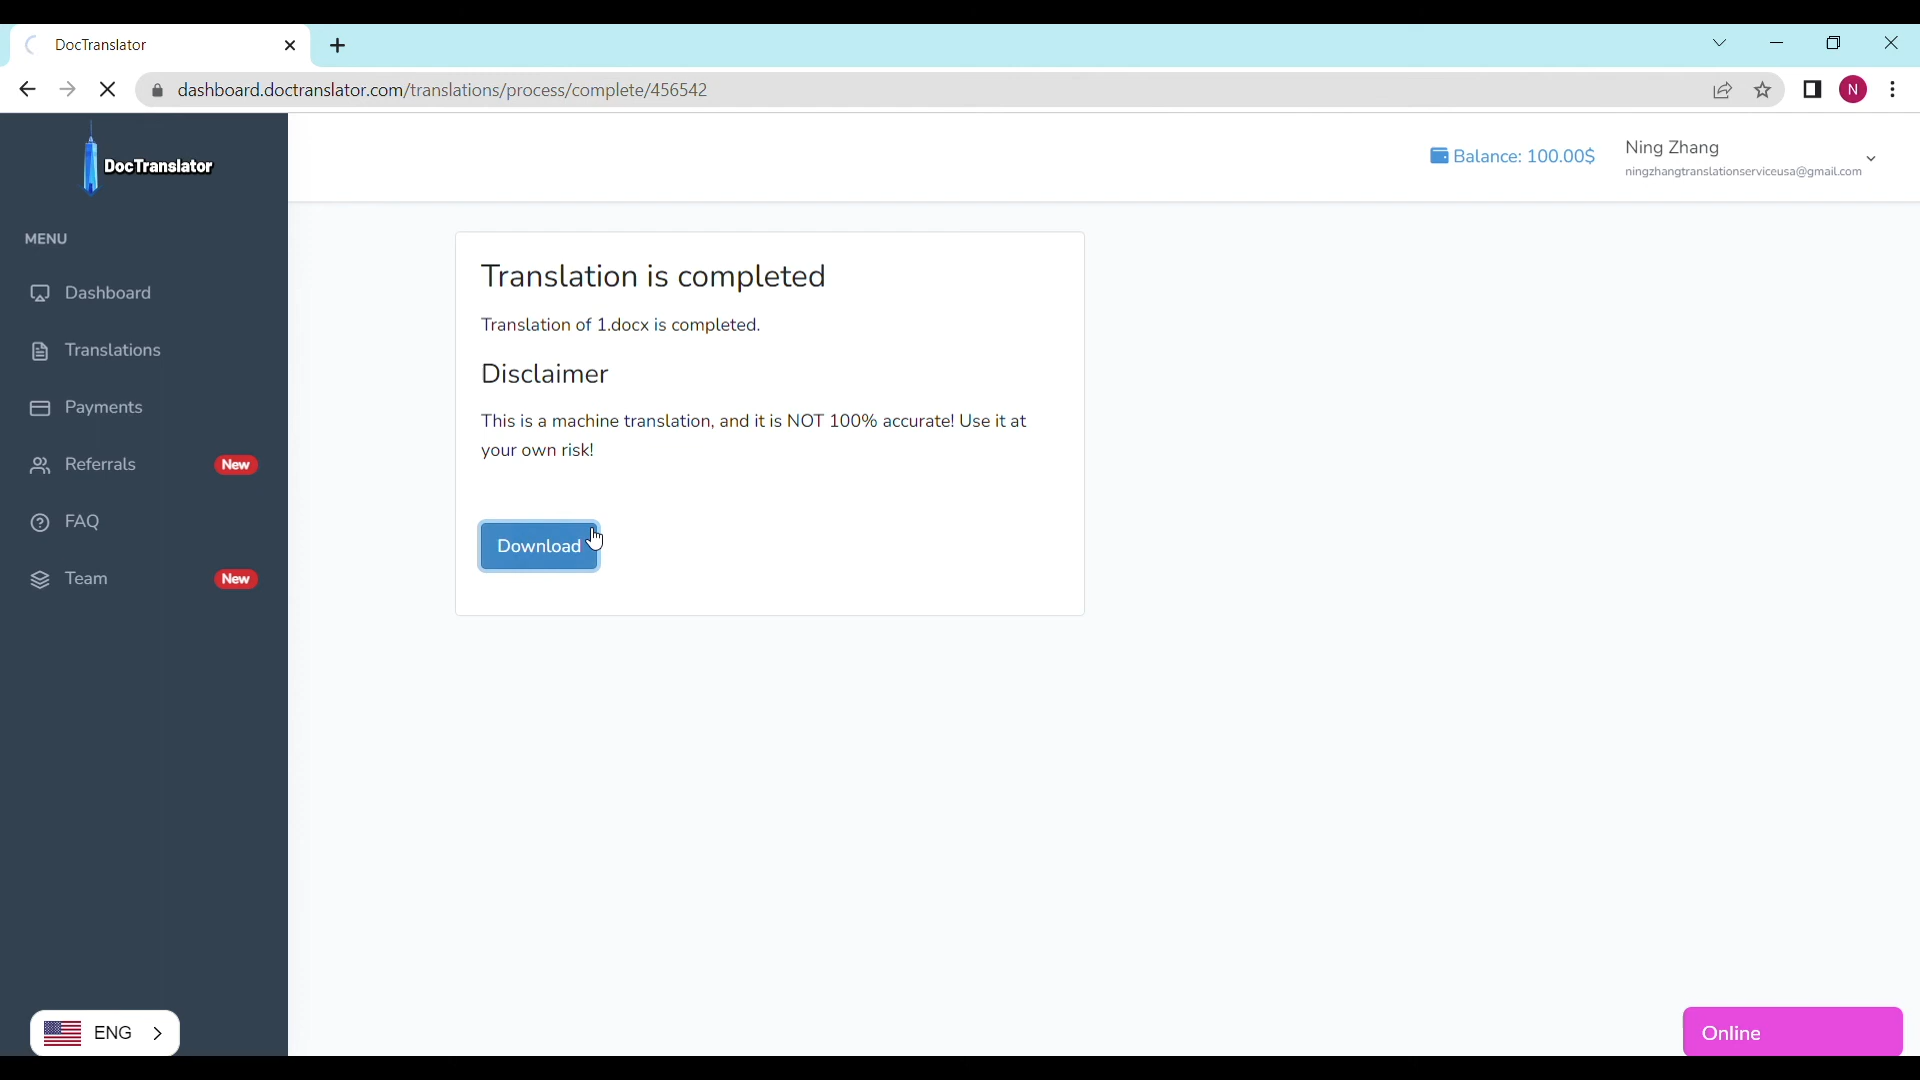 DocTranslator
dashboard.doctranslator.com/translations/process/complete/456542
N
DocTranslator
Balance: 100.00$
Ning Zhang
ningzhangtranslationserviceusa@gmail.com
MENU
Dashboard
Translations
Payments
Referrals New
FAQ
Team New
Translation is completed
Translation of 1.docx is completed.
Disclaimer
This is a machine translation, and it is NOT 100% accurate! Use it at
your own risk!
Download
ENG
Online